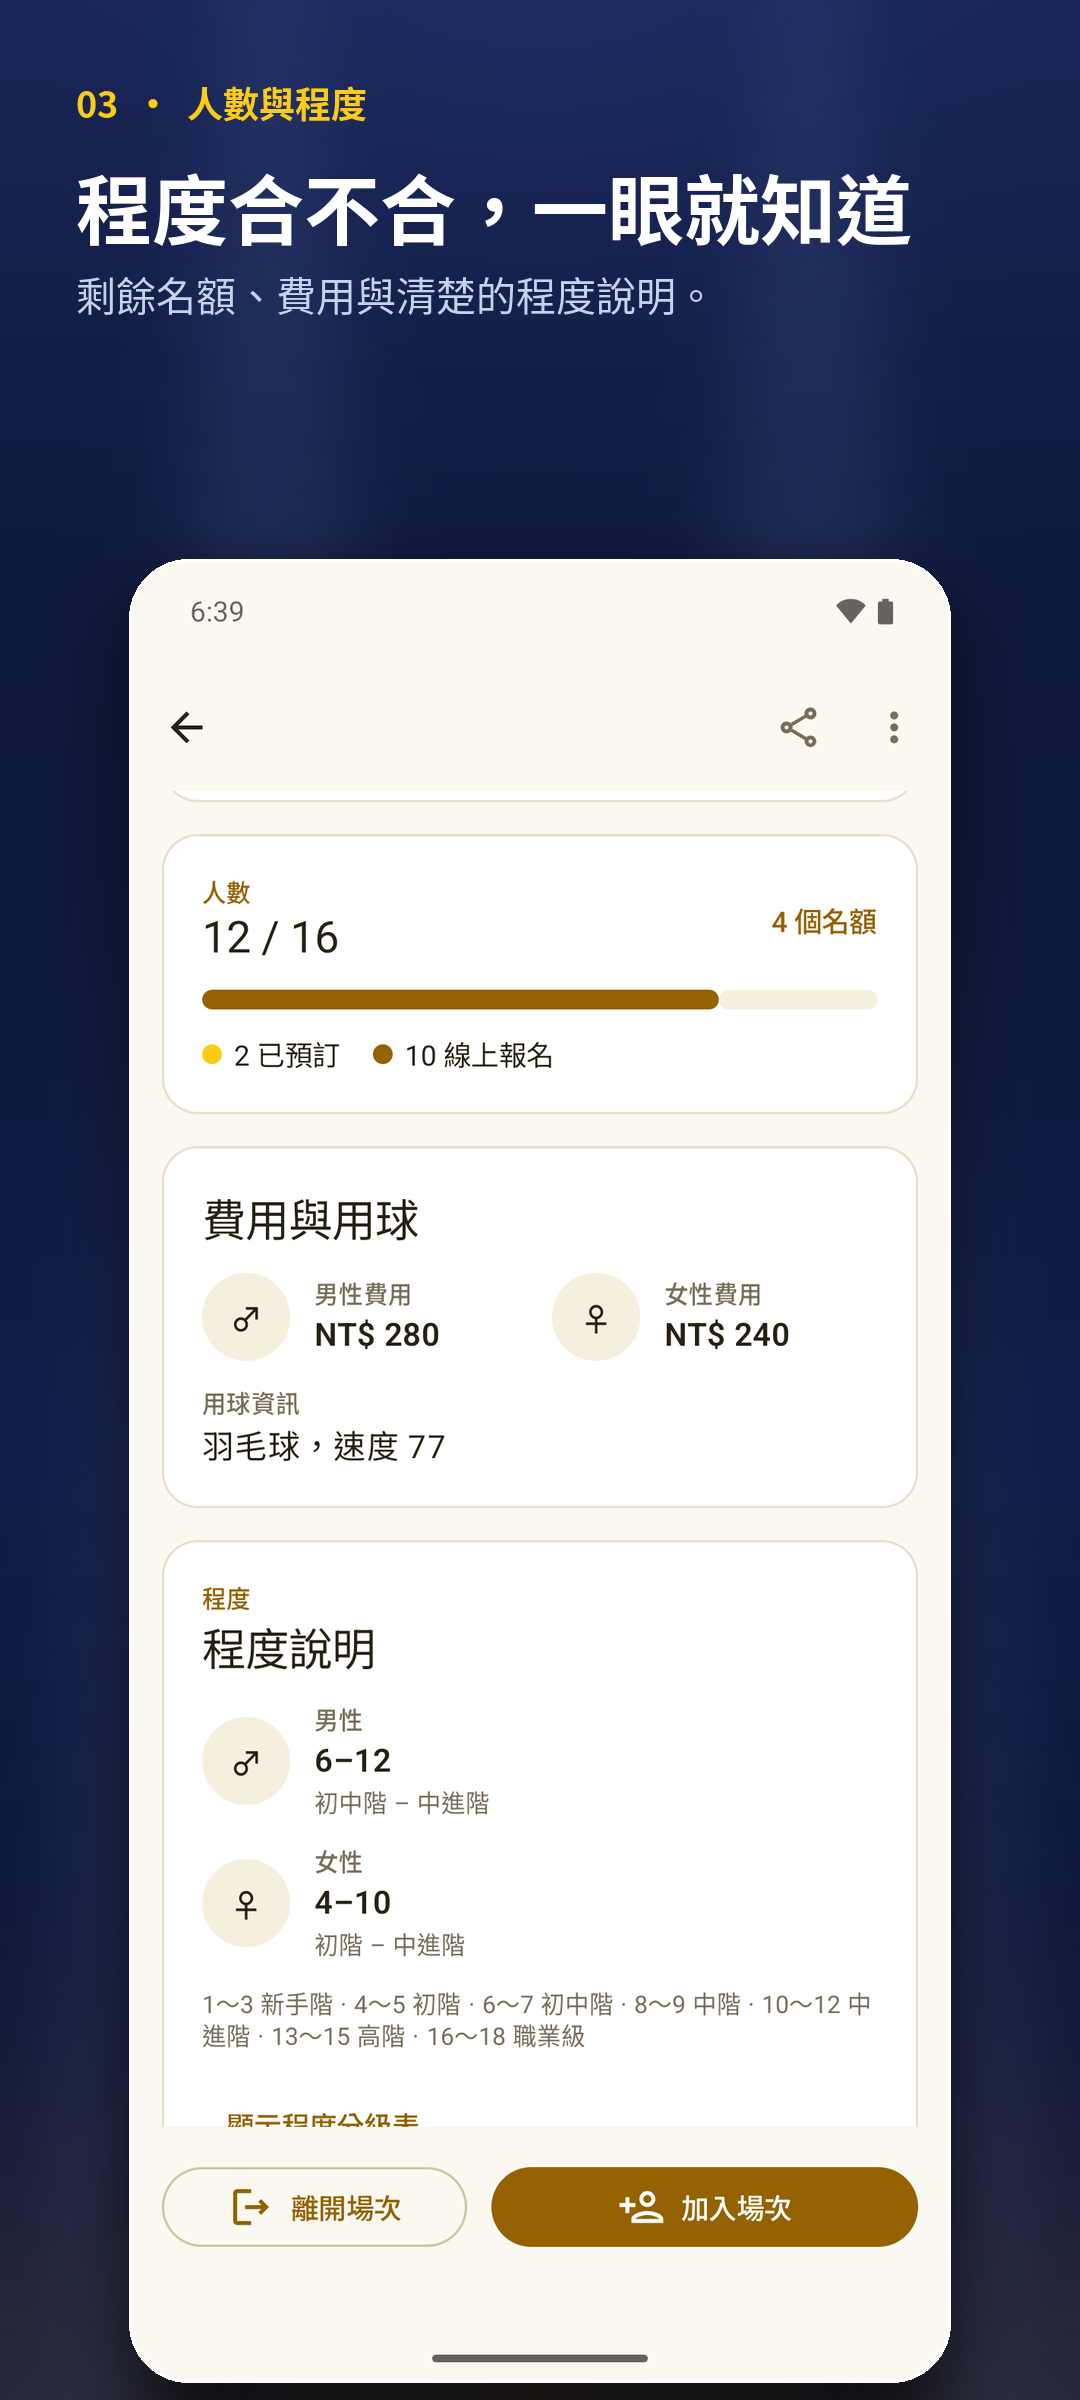 03 • 人數與程度
程度合不合，一眼就知道
剩餘名額、費用與清楚的程度說明。
6:39
人數
12 / 16
4 個名額
2 已預訂 10 線上報名
費用與用球
男性費用 女性費用
NT$ 280 NT$ 240
用球資訊
羽毛球，速度 77
程度
程度說明
男性
6–12
初中階 – 中進階
女性
4–10
初階 – 中進階
1～3 新手階 · 4～5 初階 · 6～7 初中階 · 8～9 中階 · 10～12 中
進階 · 13～15 高階 · 16～18 職業級
顯示程度分級表
離開場次 加入場次